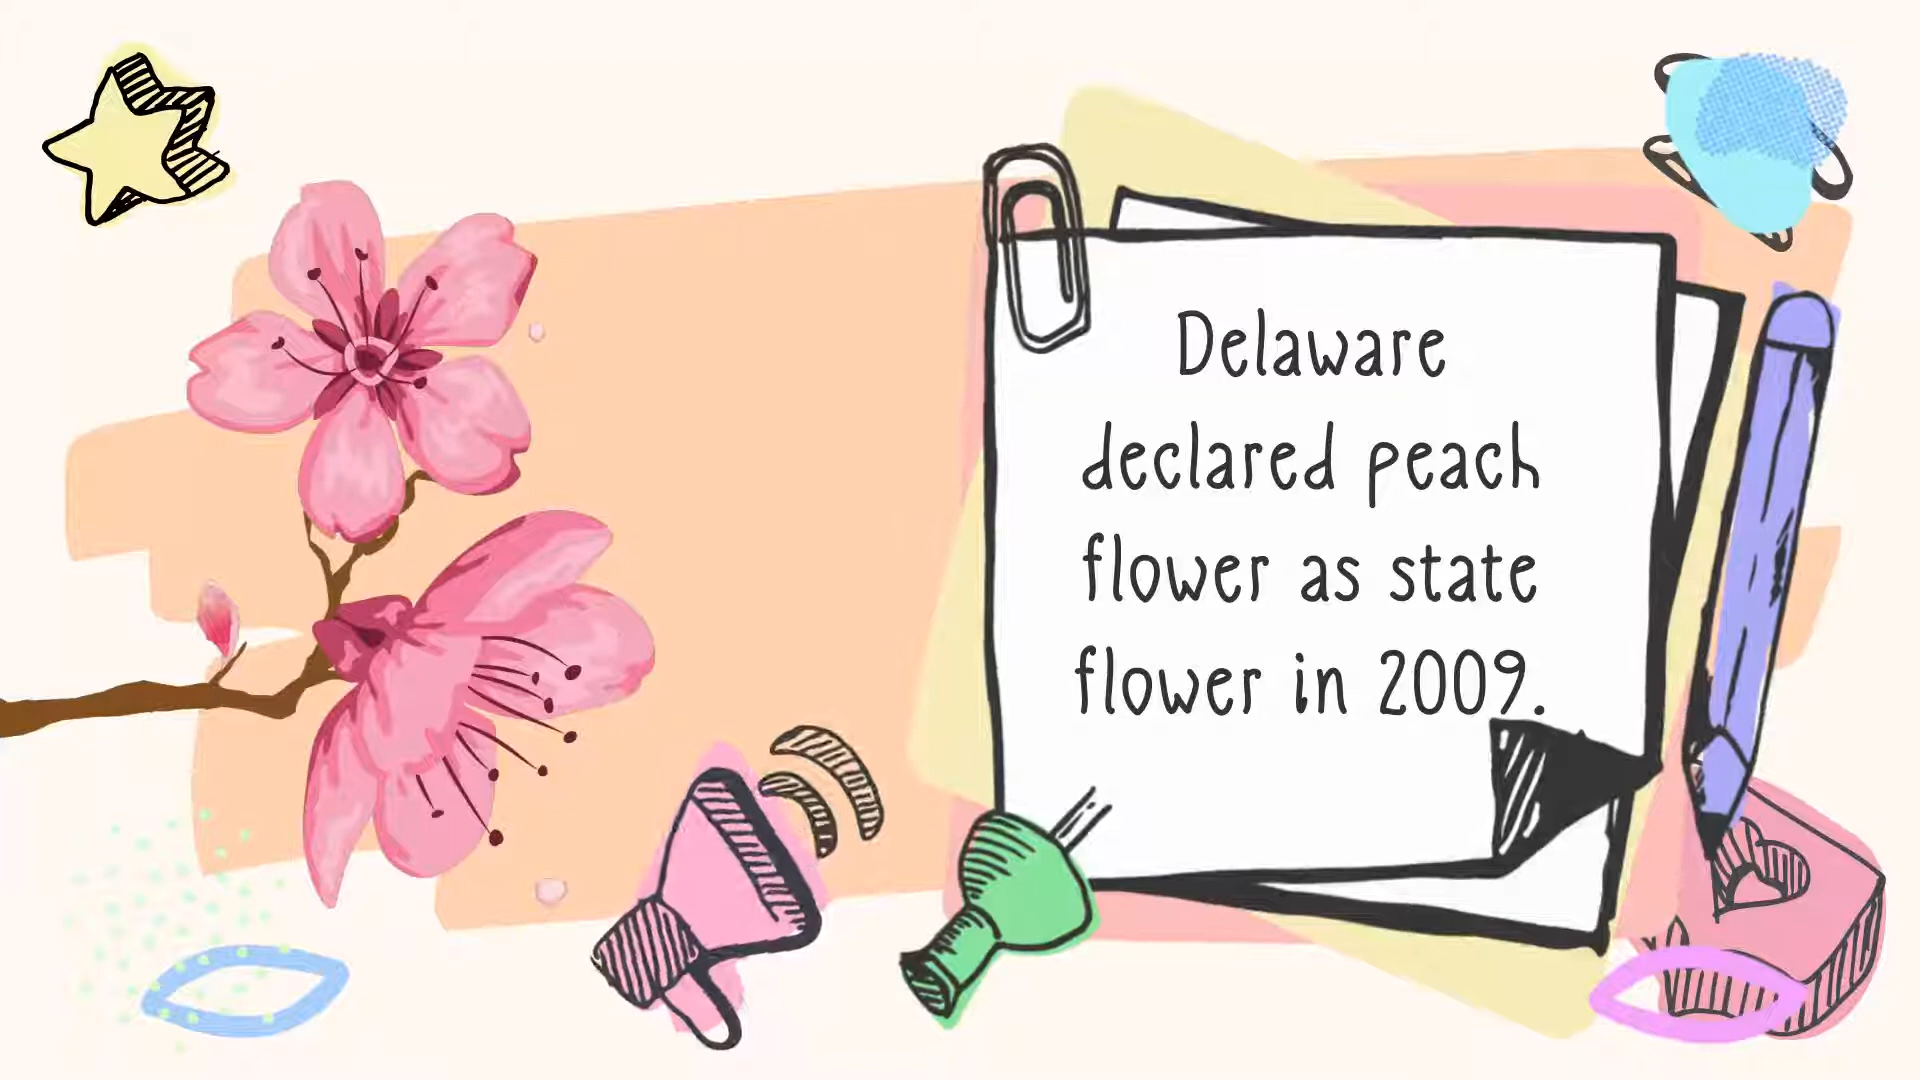 Delaware
declared peach
flower as state
flower in 2009.